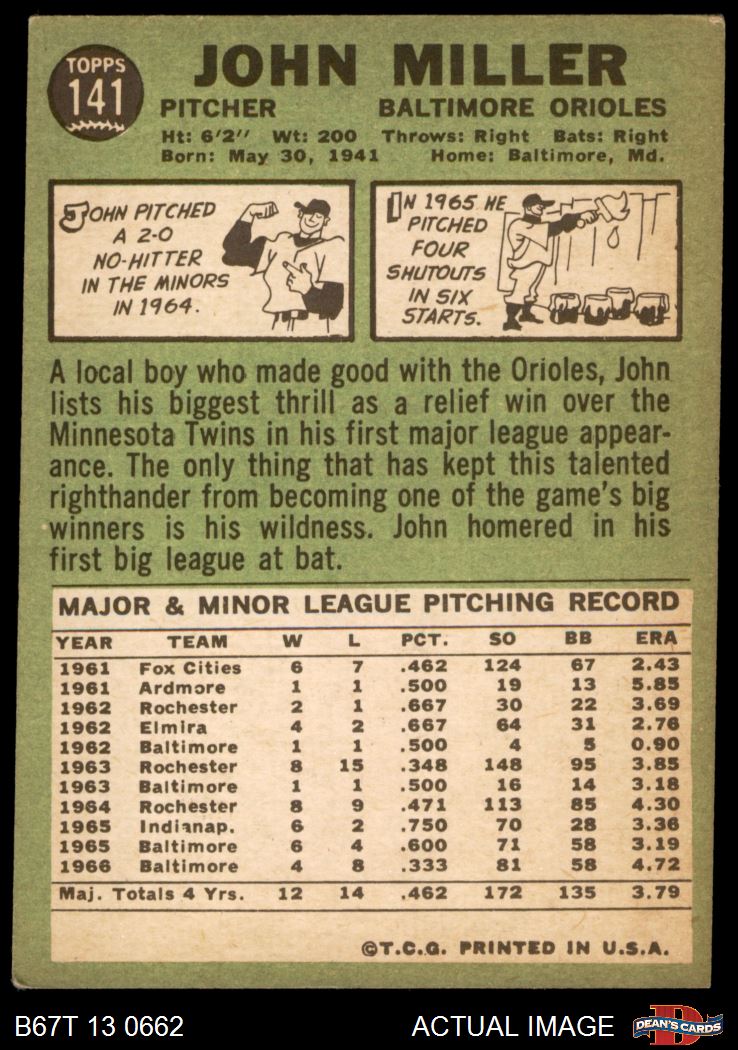 TOPPS
141
JOHN MILLER
PITCHER BALTIMORE ORIOLES
Ht: 6'2" Wt: 200 Throws: Right Bats: Right
Born: May 30, 1941 Home: Baltimore, Md.
JOHN PITCHED
A 2-0
NO-HITTER
IN THE MINORS
IN 1964.
IN 1965 HE
PITCHED
FOUR
SHUTOUTS
IN SIX
STARTS.
A local boy who made good with the Orioles, John
lists his biggest thrill as a relief win over the
Minnesota Twins in his first major league appear-
ance. The only thing that has kept this talented
righthander from becoming one of the game's big
winners is his wildness. John homered in his
first big league at bat.
MAJOR & MINOR LEAGUE PITCHING RECORD
YEAR TEAM W L PCT. SO BB ERA
1961 Fox Cities 6 7 .462 124 67 2.43
1961 Ardmore 1 1 .500 19 13 5.85
1962 Rochester 2 1 .667 30 22 3.69
1962 Elmira 4 2 .667 64 31 2.76
1962 Baltimore 1 1 .500 4 5 0.90
1963 Rochester 8 15 .348 148 95 3.85
1963 Baltimore 1 1 .500 16 14 3.18
1964 Rochester 8 9 .471 113 85 4.30
1965 Indianap. 6 2 .750 70 28 3.36
1965 Baltimore 6 4 .600 71 58 3.19
1966 Baltimore 4 8 .333 81 58 4.72
Maj. Totals 4 Yrs. 12 14 .462 172 135 3.79
©T.C.G. PRINTED IN U.S.A.
B67T 13 0662 ACTUAL IMAGE DEAN'S CARDS